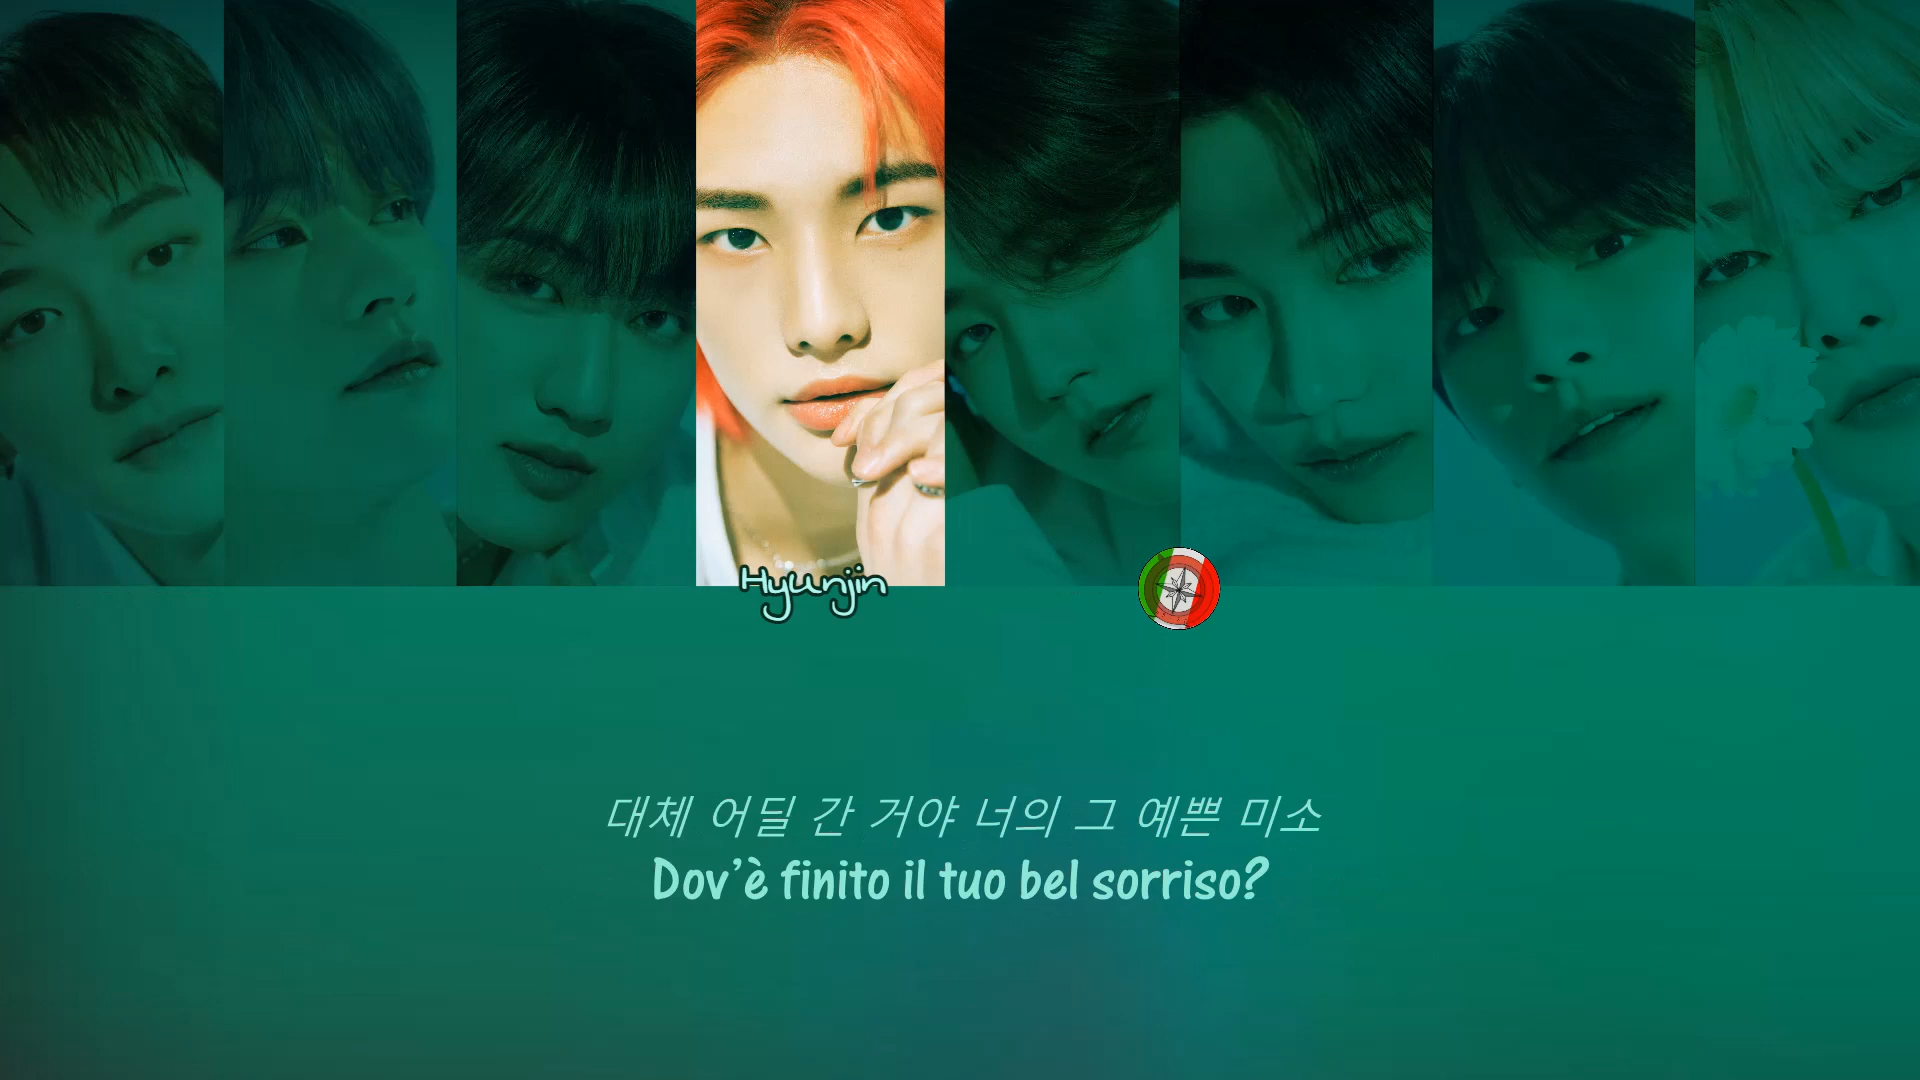 Hyunjin
대체 어딜 간 거야 너의 그 예쁜 미소
Dov'è finito il tuo bel sorriso?